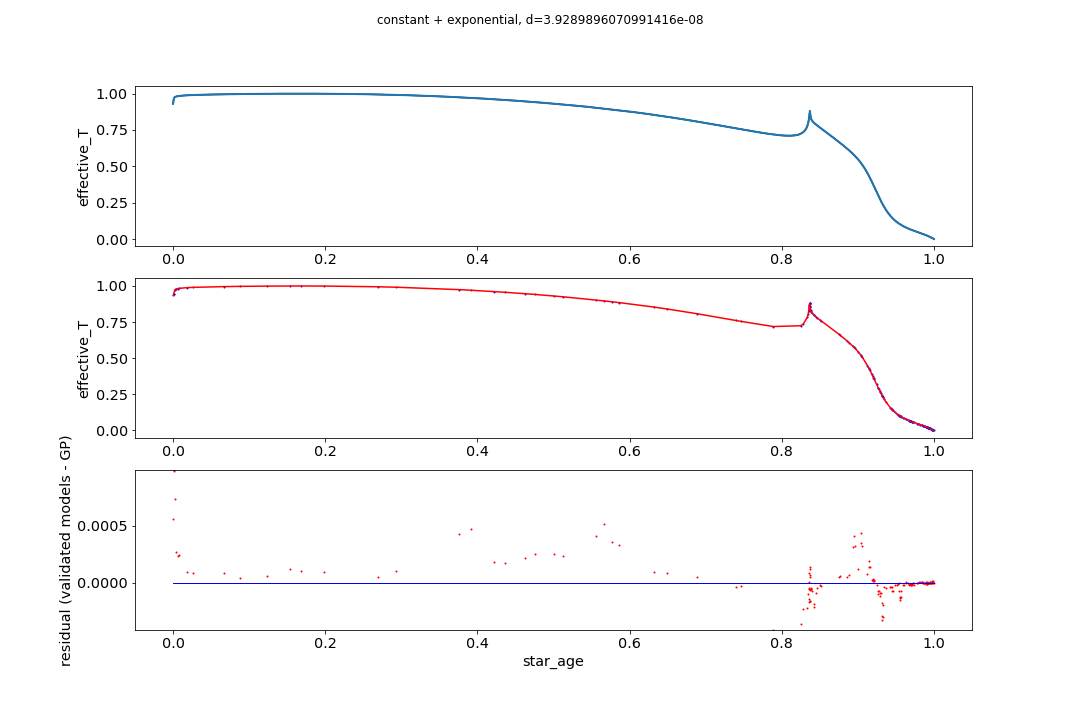 constant + exponential, d=3.9289896070991416e-08
effective_T
1.00
0.75
0.50
0.25
0.00
0.0 0.2 0.4 0.6 0.8 1.0
effective_T
1.00
0.75
0.50
0.25
0.00
0.0 0.2 0.4 0.6 0.8 1.0
residual (validated models - GP)
0.0005
0.0000
0.0 0.2 0.4 0.6 0.8 1.0
star_age